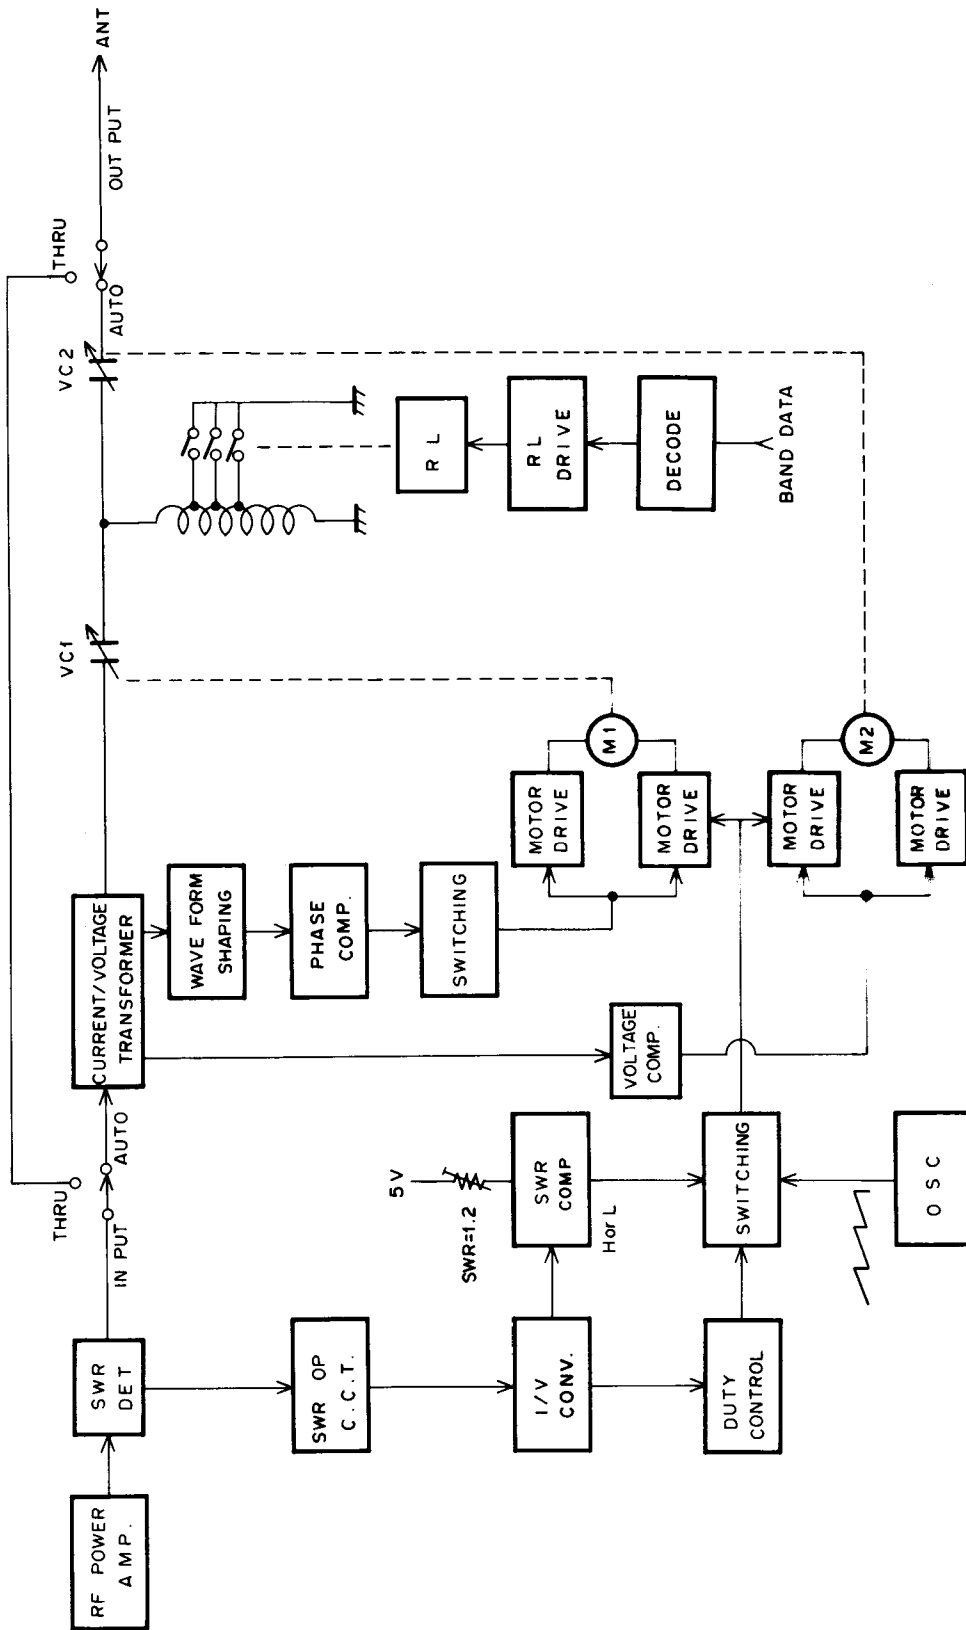 RF POWER
AMP.
SWR
DET
IN PUT
THRU
AUTO
CURRENT/VOLTAGE
TRANSFORMER
VC1
VC2
AUTO
THRU
OUT PUT
ANT
WAVE FORM
SHAPING
PHASE
COMP.
SWITCHING
MOTOR
DRIVE
MOTOR
DRIVE
M1
RL
RL
DRIVE
DECODE
BAND DATA
SWR OP
C.C.T.
I/V
CONV.
SWR=1.2
5V
SWR
COMP
H or L
VOLTAGE
COMP.
DUTY
CONTROL
SWITCHING
OSC
MOTOR
DRIVE
MOTOR
DRIVE
M2